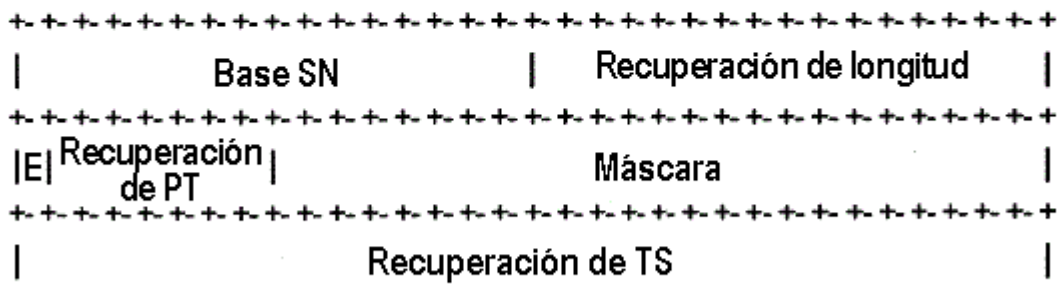 +-+-+-+-+-+-+-+-+-+-+-+-+-+-+-+-+-+-+-+-+-+-+-+-+-+-+-+-+-+-+-+-+
| Base SN | Recuperación de longitud |
+-+-+-+-+-+-+-+-+-+-+-+-+-+-+-+-+-+-+-+-+-+-+-+-+-+-+-+-+-+-+-+-+
|E| Recuperación de PT | Máscara |
+-+-+-+-+-+-+-+-+-+-+-+-+-+-+-+-+-+-+-+-+-+-+-+-+-+-+-+-+-+-+-+-+
| Recuperación de TS |